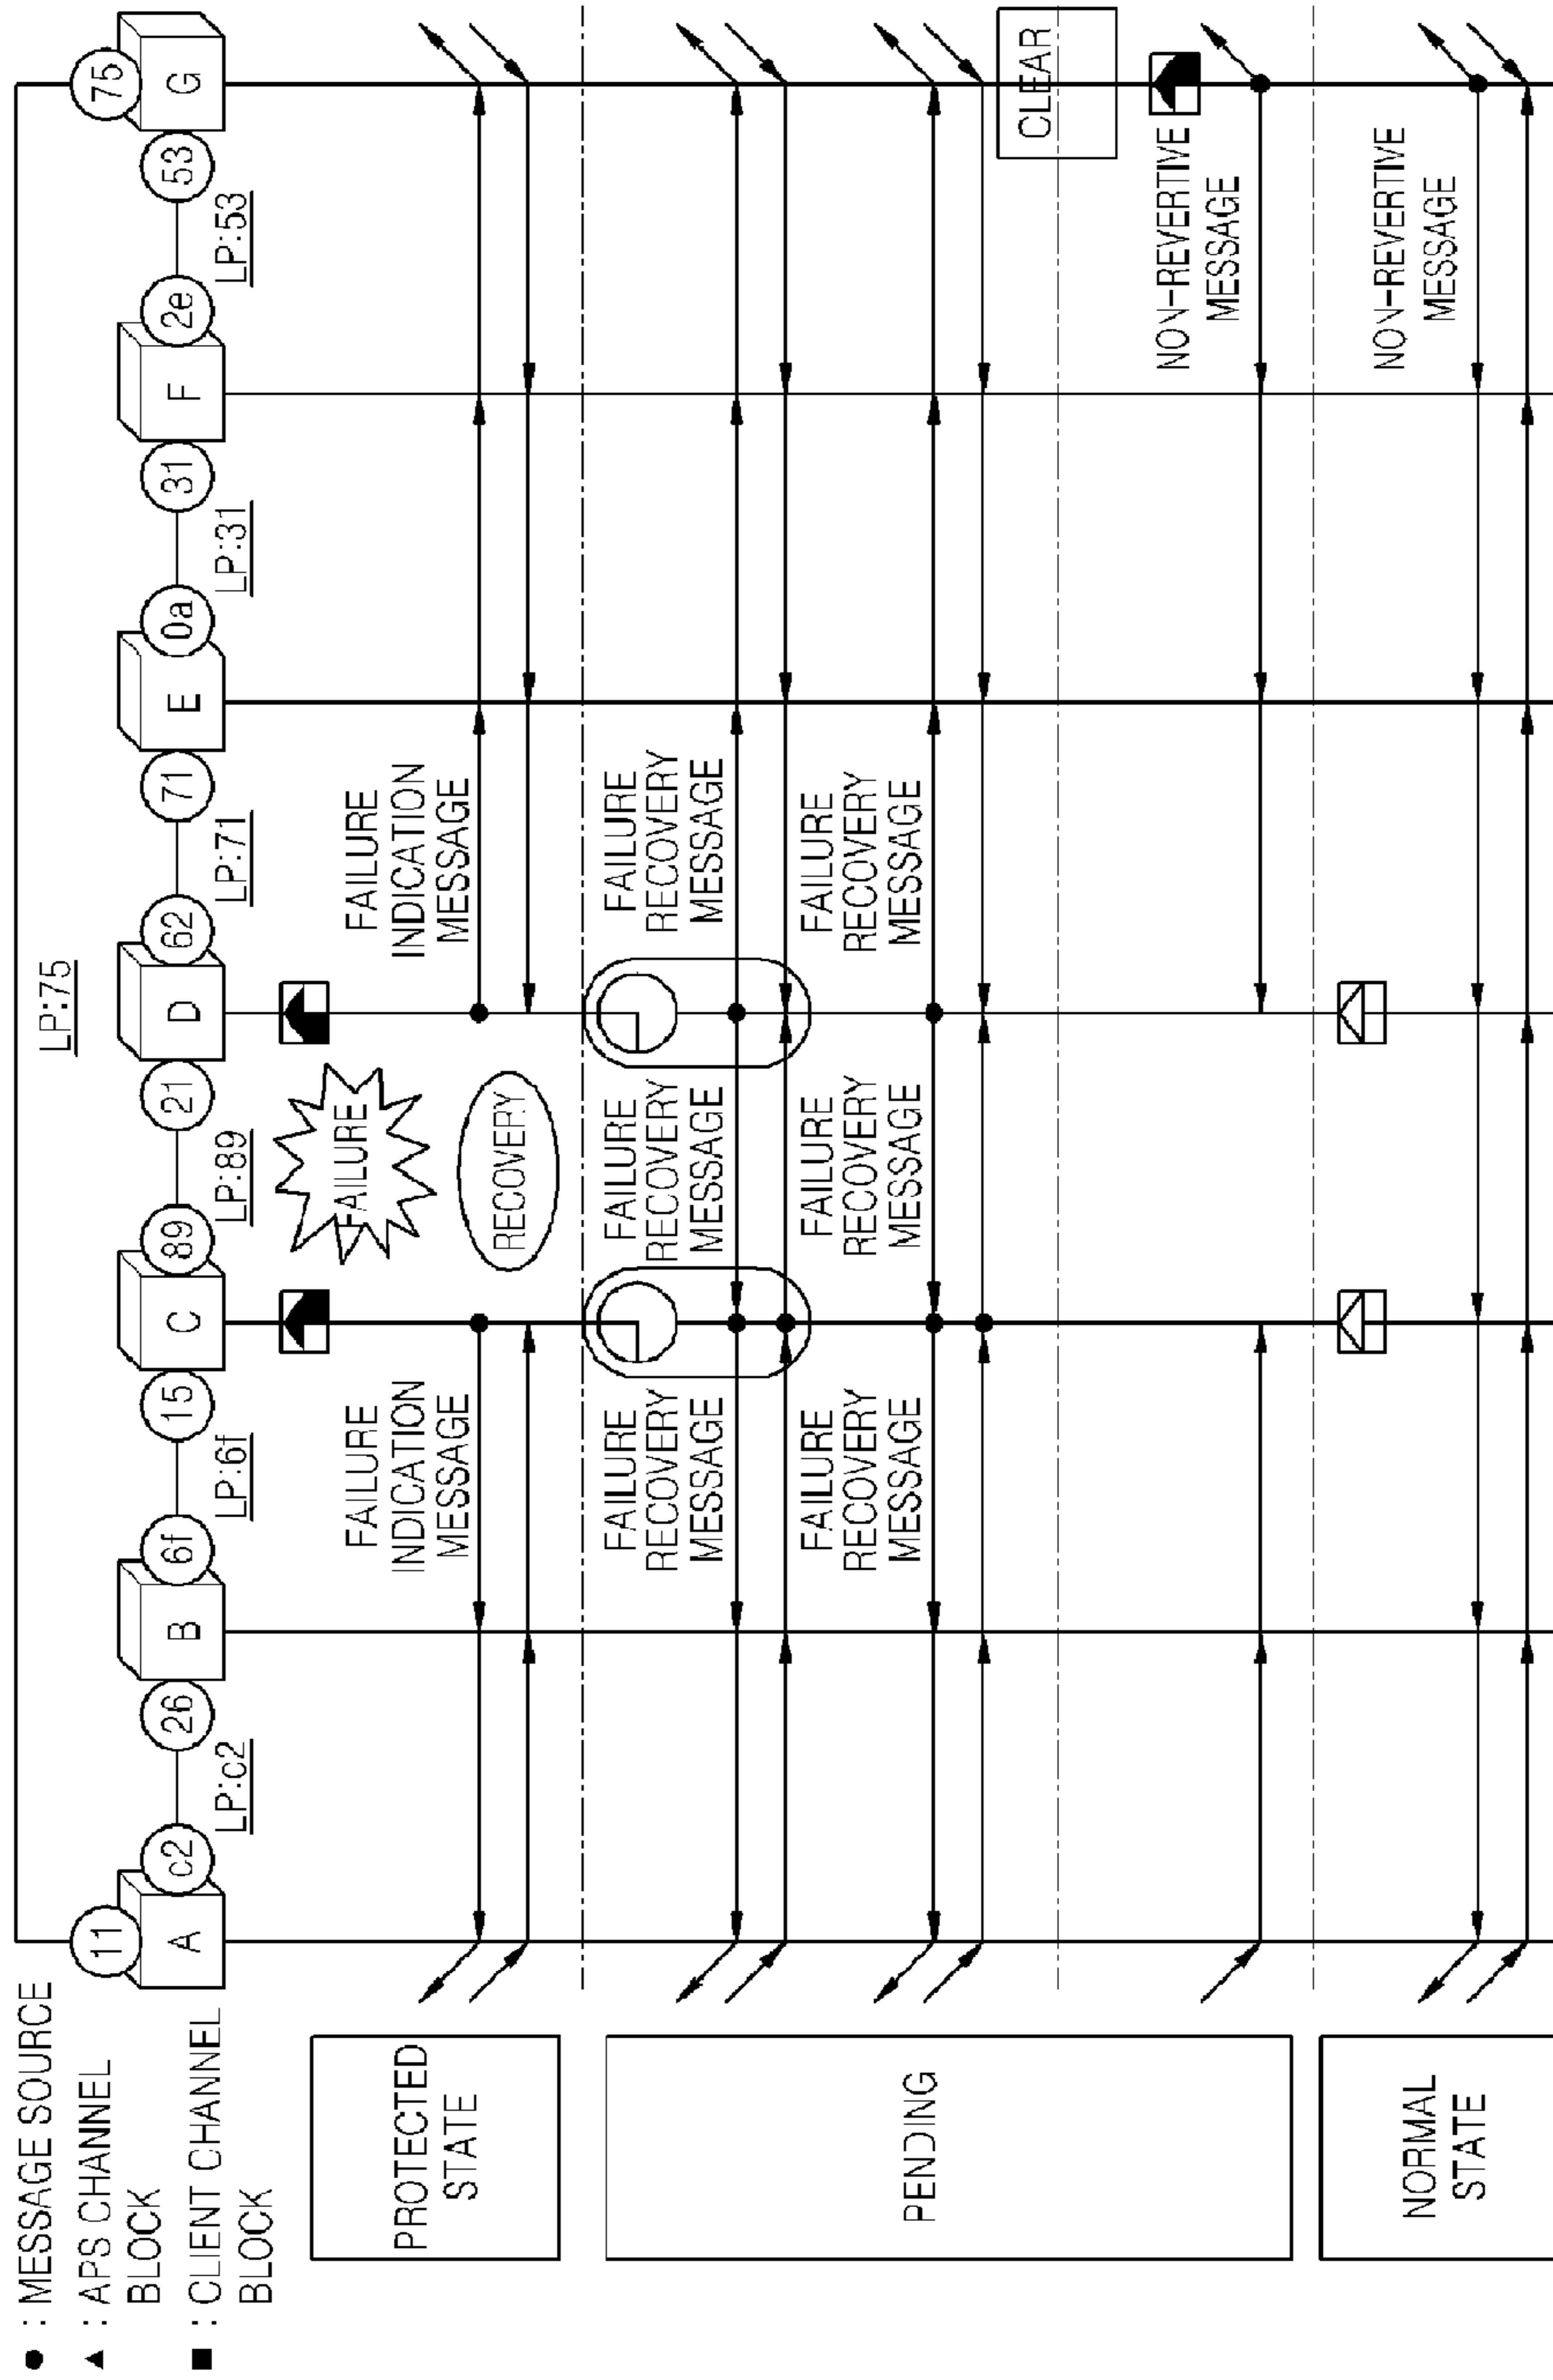 ● : MESSAGE SOURCE
▲ : APS CHANNEL
BLOCK
■ : CLIENT CHANNEL
BLOCK
LP:75
11
75
A
c2
26
B
6f
15
C
89
21
D
62
71
E
0a
31
F
2e
53
G
LP:c2
LP:6f
LP:89
LP:71
LP:31
LP:53
PROTECTED
STATE
FAILURE
RECOVERY
FAILURE
INDICATION
MESSAGE
FAILURE
INDICATION
MESSAGE
PENDING
FAILURE
RECOVERY
MESSAGE
FAILURE
RECOVERY
MESSAGE
FAILURE
RECOVERY
MESSAGE
FAILURE
RECOVERY
MESSAGE
FAILURE
RECOVERY
MESSAGE
FAILURE
RECOVERY
MESSAGE
CLEAR
NON-REVERTIVE
MESSAGE
NORMAL
STATE
NON-REVERTIVE
MESSAGE